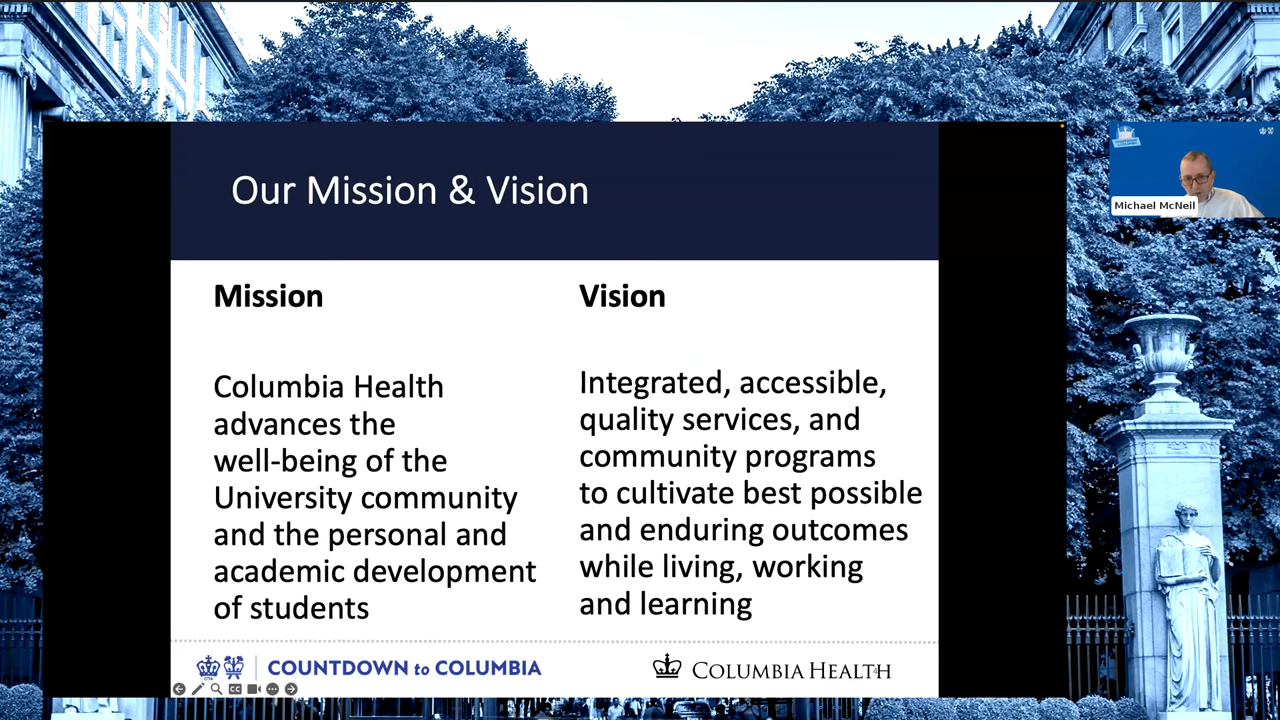 Our Mission & Vision
Mission
Columbia Health
advances the
well-being of the
University community
and the personal and
academic development
of students
Vision
Integrated, accessible,
quality services, and
community programs
to cultivate best possible
and enduring outcomes
while living, working
and learning
COUNTDOWN to COLUMBIA
COLUMBIA HEALTH
Michael McNeil